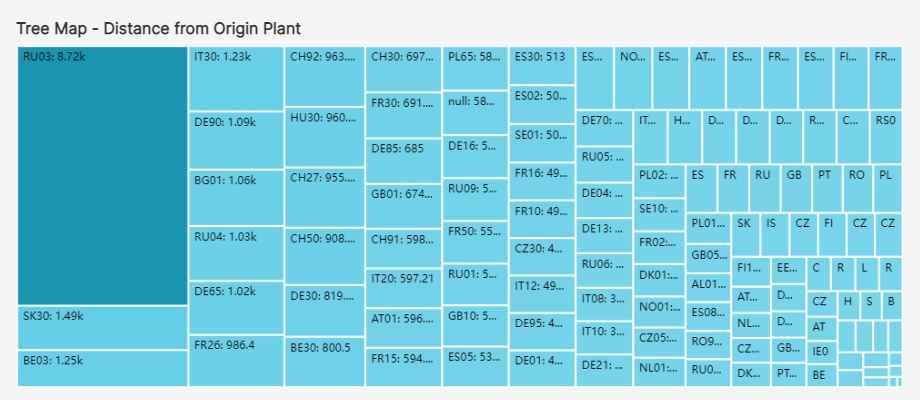 Tree Map - Distance from Origin Plant
RU03: 8.72k
SK30: 1.49k
BE03: 1.25k
IT30: 1.23k
DE90: 1.09k
BG01: 1.06k
RU04: 1.03k
DE65: 1.02k
FR26: 986.4
CH92: 963....
HU30: 960....
CH27: 955....
CH50: 908....
DE30: 819....
BE30: 800.5
CH30: 697...
FR30: 691....
DE85: 685
GB01: 674...
CH91: 598...
IT20: 597.21
AT01: 596....
FR15: 594....
PL65: 58...
null: 58...
DE16: 5...
RU09: 5...
FR50: 55...
RU01: 5...
GB10: 5...
ES05: 53...
ES30: 513
ES02: 50...
SE01: 50...
FR16: 49...
FR10: 49...
CZ30: 4...
IT12: 49...
DE95: 4...
DE01: 4...
ES...
NO...
ES...
AT...
ES...
FR...
ES...
FI...
FR...
DE70: ...
RU05: ...
DE04: ...
DE13: ...
RU06: ...
IT08: 3...
IT10: 3...
DE21: ...
IT...
H...
D...
D...
D...
R...
C...
RS0
PL02: ...
SE10: ...
FR02:...
DK01:...
NO01:...
CZ05:...
NL01:...
ES
FR
RU
GB
PT
RO
PL
PL01...
GB05...
AL01...
ES08...
RO9...
RU0...
SK
IS
CZ
FI
CZ
CZ
FI1...
AT...
NL...
CZ...
DK...
EE...
D...
D...
GB...
PT...
C
R
L
R
CZ
AT
IE0
BE
H
S
B